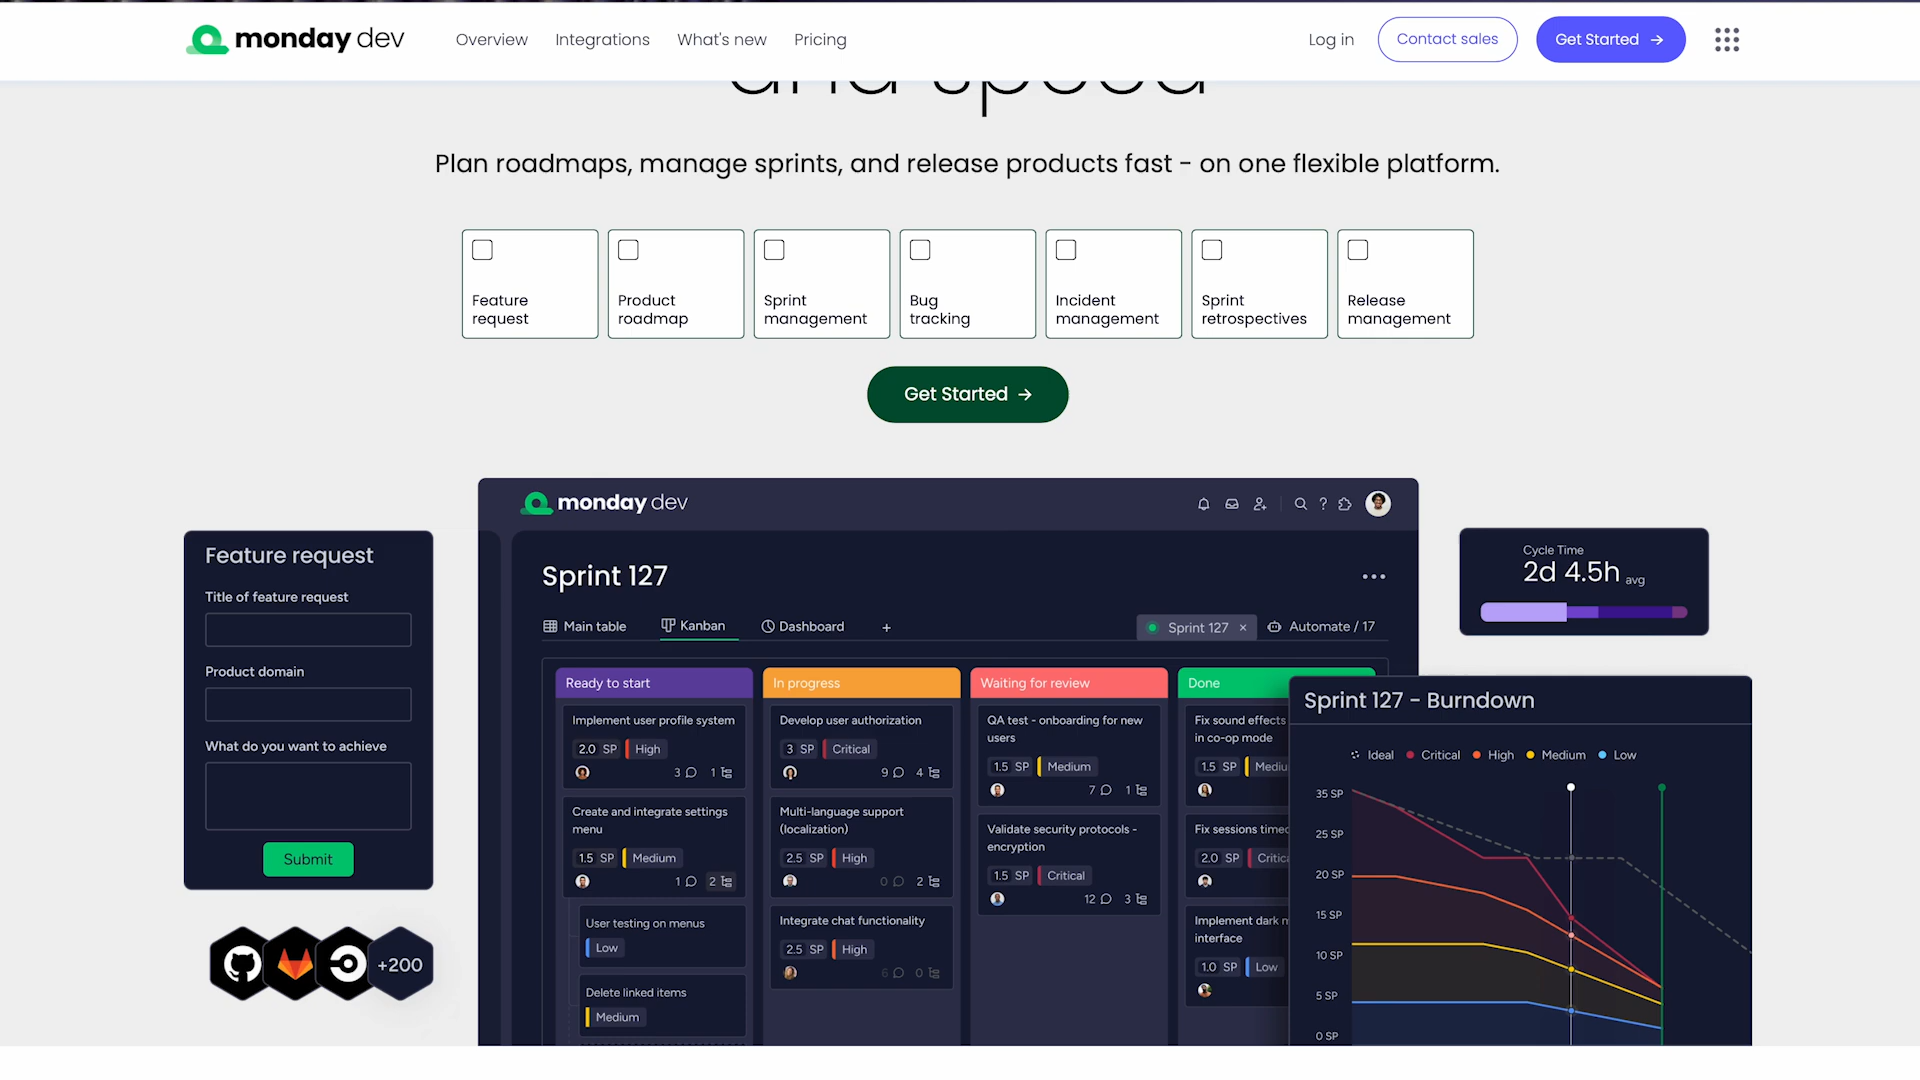 monday dev
Overview
Integrations
What's new
Pricing
Log in
Contact sales
Get Started →
and speed
Plan roadmaps, manage sprints, and release products fast - on one flexible platform.
Feature
request
Product
roadmap
Sprint
management
Bug
tracking
Incident
management
Sprint
retrospectives
Release
management
Get Started →
Feature request
Title of feature request
Product domain
What do you want to achieve
Submit
+200
monday dev
?
Sprint 127
Main table
Kanban
Dashboard
+
Sprint 127 ×
Automate / 17
Ready to start
Implement user profile system
2.0 SP High
3 1
Create and integrate settings
menu
1.5 SP Medium
1 2
User testing on menus
Low
Delete linked items
Medium
In progress
Develop user authorization
3 SP Critical
9 4
Multi-language support
(localization)
2.5 SP High
0 2
Integrate chat functionality
2.5 SP High
6 0
Waiting for review
QA test - onboarding for new
users
1.5 SP Medium
7 1
Validate security protocols -
encryption
1.5 SP Critical
12 3
Done
Fix sound effects
in co-op mode
1.5 SP Mediu
Fix sessions timeo
2.0 SP Critica
Implement dark m
interface
1.0 SP Low
Cycle Time
2d 4.5h avg
Sprint 127 - Burndown
Ideal Critical High Medium Low
35 SP
25 SP
20 SP
15 SP
10 SP
5 SP
0 SP